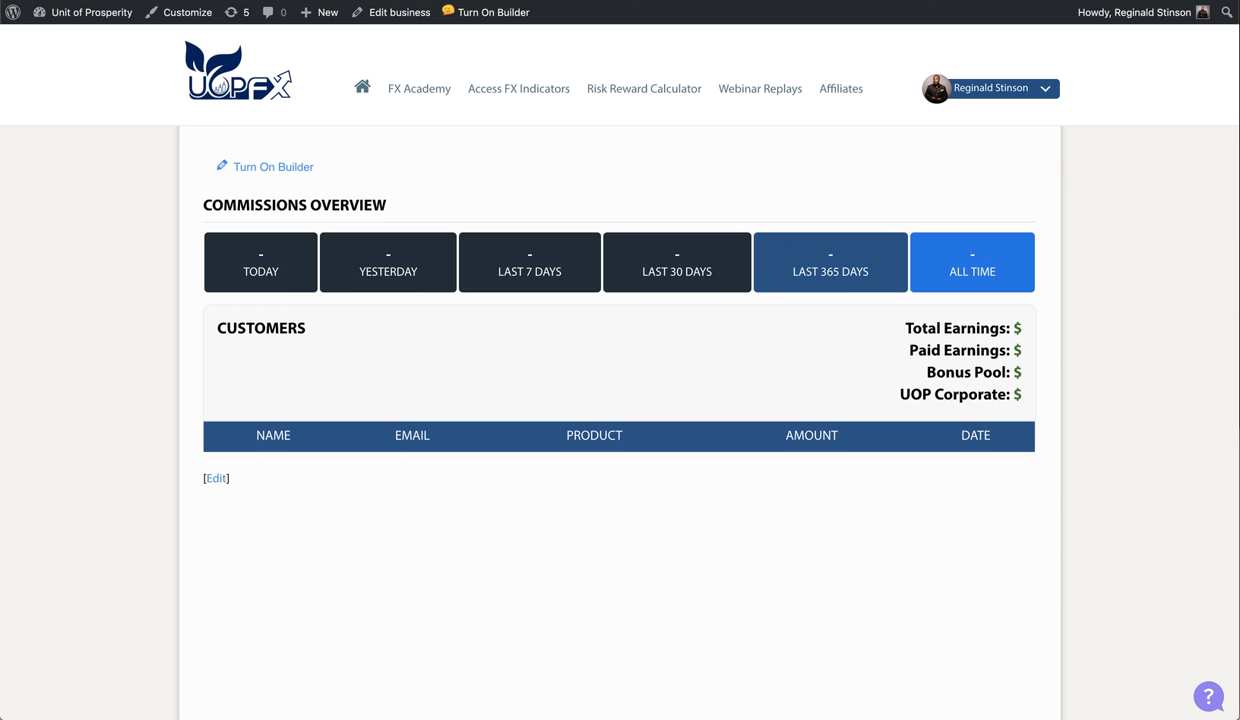 Unit of Prosperity Customize 5 0 New Edit business Turn On Builder Howdy, Reginald Stinson
UOPFX
FX Academy Access FX Indicators Risk Reward Calculator Webinar Replays Affiliates Reginald Stinson
Turn On Builder
COMMISSIONS OVERVIEW
- - - - - -
TODAY YESTERDAY LAST 7 DAYS LAST 30 DAYS LAST 365 DAYS ALL TIME
CUSTOMERS Total Earnings: $
Paid Earnings: $
Bonus Pool: $
UOP Corporate: $
NAME EMAIL PRODUCT AMOUNT DATE
[Edit]
?